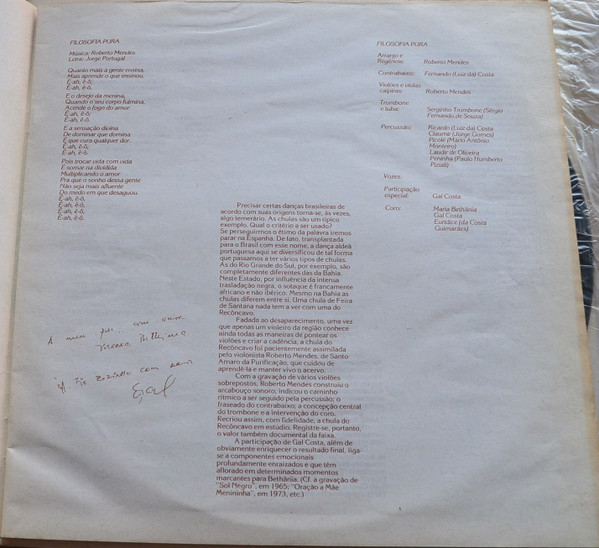 FILOSOFIA PURA
Música: Roberto Mendes
Letra: Jorge Portugal
Quanto mais a gente ensina,
Mais aprende o que ensinou.
E-ah, ê-ô;
E-ah, ê-ô.
E o desejo da menina,
Quando o seu corpo fulmina,
Acende o fogo do amor.
E-ah, ê-ô;
E-ah, ê-ô.
E a sensação divina
De dominar que domina
É que cura qualquer dor.
E-ah, ê-ô;
E-ah, ê-ô.
Pois trocar vida com vida
É somar na dividida
Multiplicando o amor
Pra que o sonho dessa gente
Não seja mais afluente
Do medo em que desaguou.
E-ah, ê-ô,
E-ah, ê-ô,
E-ah, ê-ô,
E-ah, ê-ô.
FILOSOFIA PURA
Arranjo e
Regência: Roberto Mendes
Contrabaixo: Fernando (Luiz da) Costa
Violões e violas
caipiras: Roberto Mendes
Trombone
e tuba: Serginho Trombone (Sérgio
Fernando de Souza)
Percussão: Ricardo (Luiz da) Costa
Claumir (Jorge Gomes)
Picolé (Mário Antônio
Monteiro)
Laudir de Oliveira
Peninha (Paulo Humberto
Pizziali)
Vozes:
Participação
especial: Gal Costa
Coro: Maria Bethânia
Gal Costa
Eurídice (da Costa
Guimarães)
Precisar certas danças brasileiras de
acordo com suas origens torna-se, às vezes,
algo temerário. As chulas são um típico
exemplo. Qual o critério a ser usado?
Se perseguirmos o étimo da palavra iremos
parar na Espanha. De fato, transplantada
para o Brasil com esse nome, a dança aldeã
portuguesa aqui se diversificou de tal forma
que passamos a ter vários tipos de chulas.
As do Rio Grande do Sul, por exemplo, são
completamente diferentes das da Bahia.
Neste Estado, por influência da intensa
trasladação negra, o sotaque é francamente
africano e não ibérico. Mesmo na Bahia as
chulas diferem entre si. Uma chula de Feira
de Santana nada tem a ver com uma do
Recôncavo.
Fadada ao desaparecimento, uma vez
que apenas um violeiro da região conhece
ainda todas as maneiras de pontear os
violões e criar a cadência, a chula do
Recôncavo foi pacientemente assimilada
pelo violonista Roberto Mendes, de Santo
Amaro da Purificação, que cuidou de
aprendê-la e manter vivo o acervo.
Com a gravação de vários violões
sobrepostos, Roberto Mendes construiu o
arcabouço sonoro; indicou o caminho
rítmico a ser seguido pela percussão; o
fraseado do contrabaixo; a concepção central
do trombone e a intervenção do coro.
Recriou assim, com fidelidade, a chula do
Recôncavo em estúdio. Registre-se, portanto,
o valor também documental da faixa.
A participação de Gal Costa, além de
obviamente enriquecer o resultado final, liga-
se a componentes emocionais
profundamente enraizados e que têm
aflorado em determinados momentos
marcantes para Bethânia. (Cf. a gravação de
"Sol Negro", em 1965; "Oração a Mãe
Menininha", em 1973, etc.)
A meu
com
Gal